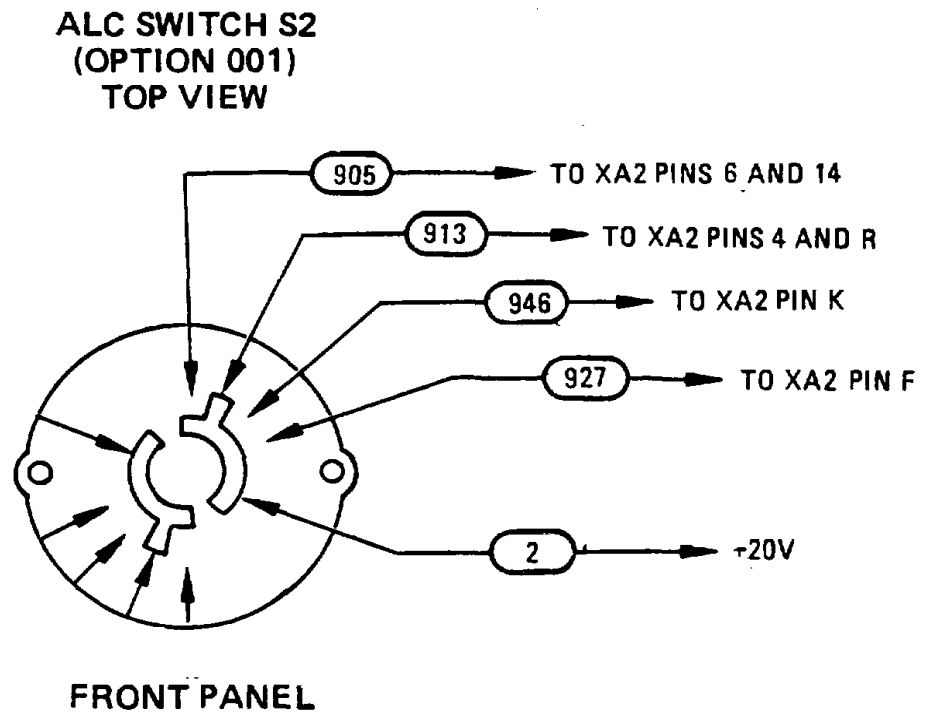 ALC SWITCH S2
(OPTION 001)
TOP VIEW
905 TO XA2 PINS 6 AND 14
913 TO XA2 PINS 4 AND R
946 TO XA2 PIN K
927 TO XA2 PIN F
2 +20V
FRONT PANEL